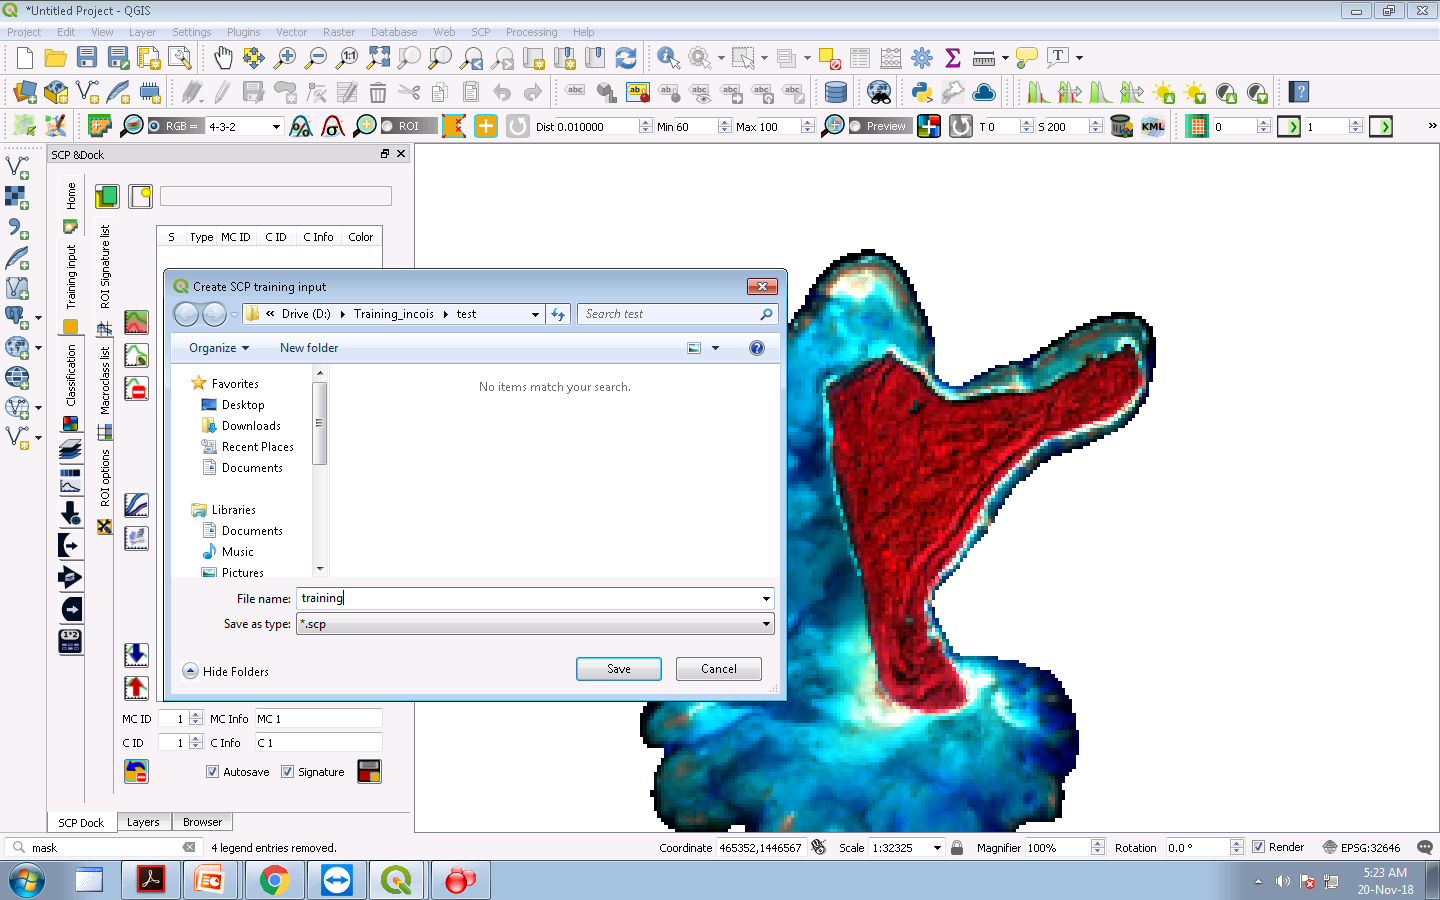 *Untitled Project - QGIS
Project Edit View Layer Settings Plugins Vector Raster Database Web SCP Processing Help
RGB = 4-3-2 ROI Dist 0.010000 Min 60 Max 100 Preview T 0 S 200 KML 0 1 »
SCP &Dock
Home
Training input
Classification
ROI Signature list
Macroclass list
ROI options
S Type MC ID C ID C Info Color
Create SCP training input
« Drive (D:) Training_incois test
Search test
Organize New folder
Favorites
Desktop
Downloads
Recent Places
Documents
Libraries
Documents
Music
Pictures
No items match your search.
File name: training
Save as type: *.scp
Hide Folders
Save Cancel
MC ID 1 MC Info MC 1
C ID 1 C Info C 1
Autosave Signature
SCP Dock Layers Browser
mask 4 legend entries removed. Coordinate 465352,1446567 Scale 1:32325 Magnifier 100% Rotation 0.0 ° Render EPSG:32646
5:23 AM
20-Nov-18